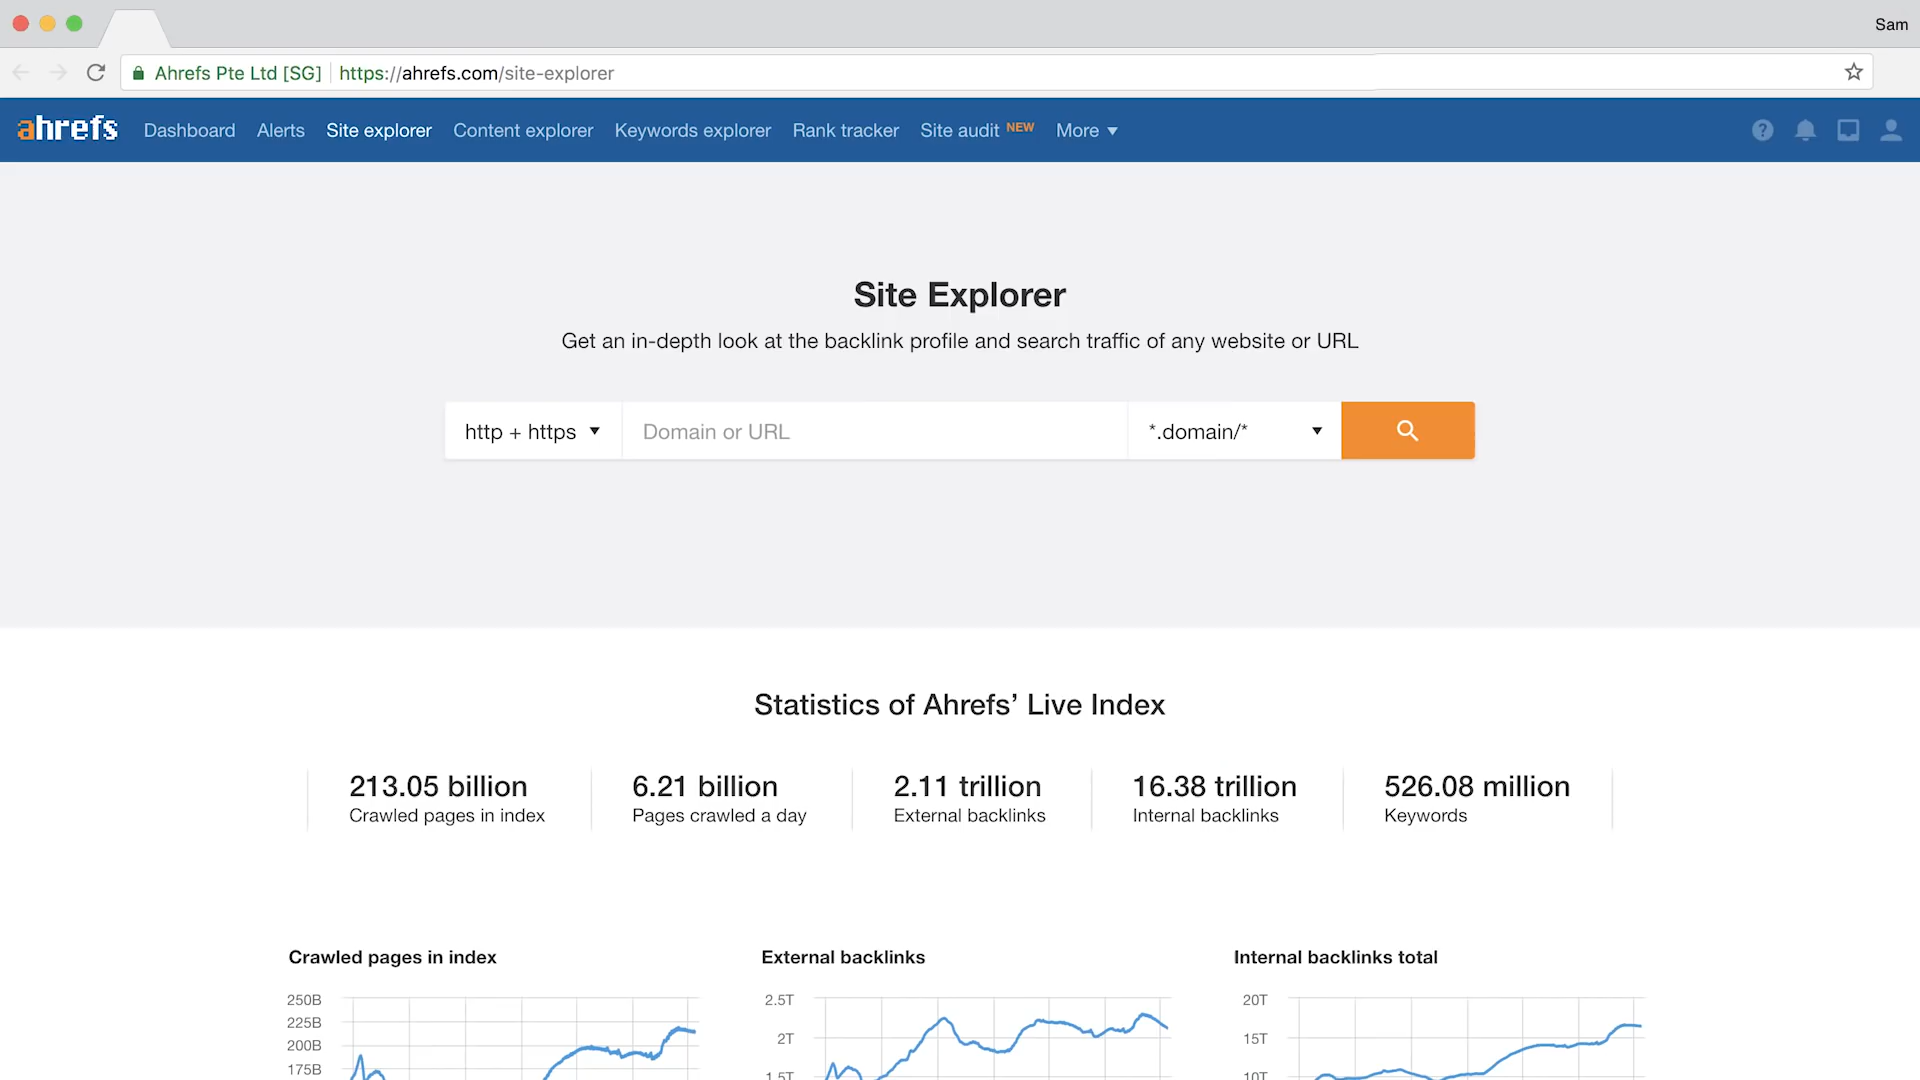 Sam
Ahrefs Pte Ltd [SG] https://ahrefs.com/site-explorer
ahrefs Dashboard Alerts Site explorer Content explorer Keywords explorer Rank tracker Site audit NEW More
Site Explorer
Get an in-depth look at the backlink profile and search traffic of any website or URL
http + https Domain or URL *.domain/*
Statistics of Ahrefs’ Live Index
213.05 billion 6.21 billion 2.11 trillion 16.38 trillion 526.08 million
Crawled pages in index Pages crawled a day External backlinks Internal backlinks Keywords
Crawled pages in index External backlinks Internal backlinks total
250B 2.5T 20T
225B
200B 2T 15T
175B 1.5T 10T